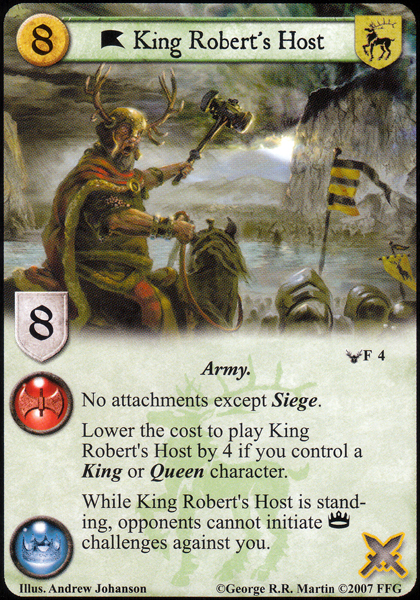 8
King Robert's Host
8
F 4
Army.
No attachments except Siege.
Lower the cost to play King
Robert's Host by 4 if you control a
King or Queen character.
While King Robert's Host is stand-
ing, opponents cannot initiate
challenges against you.
Illus. Andrew Johanson
©George R.R. Martin ©2007 FFG